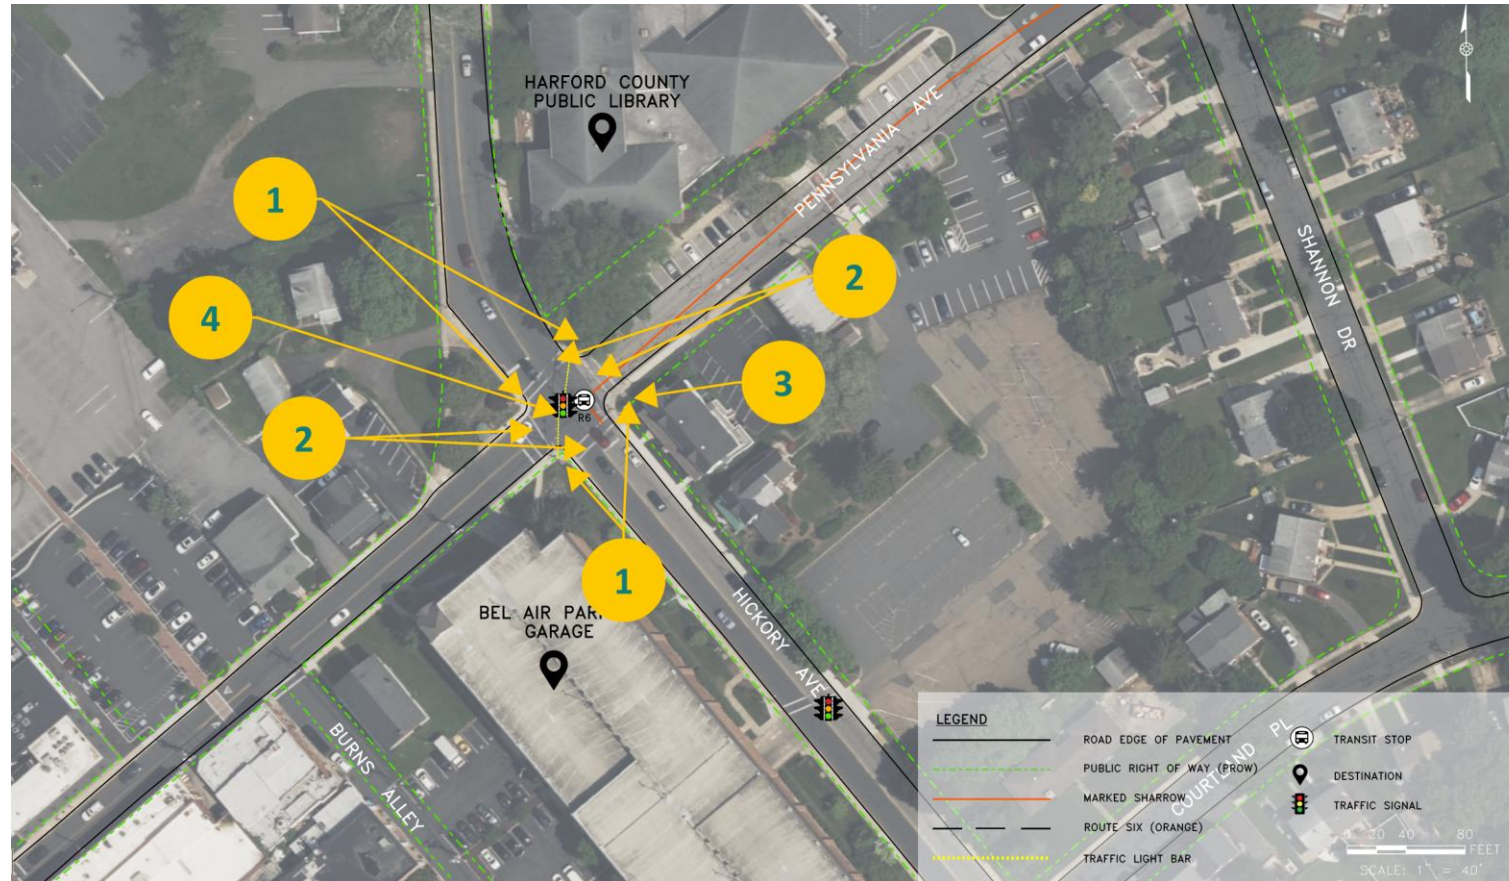 HARFORD COUNTY
PUBLIC LIBRARY
PENNSYLVANIA AVE
1
2
4
SHANNON DR
3
R6
2
1
BEL AIR PAR
GARAGE
HICKORY AVE
BURNS ALLEY
COURTLAND PL
LEGEND
ROAD EDGE OF PAVEMENT
PUBLIC RIGHT OF WAY (PROW)
MARKED SHARROW
ROUTE SIX (ORANGE)
TRAFFIC LIGHT BAR
TRANSIT STOP
DESTINATION
TRAFFIC SIGNAL
20 40 80
FEET
SCALE: 1" = 40'